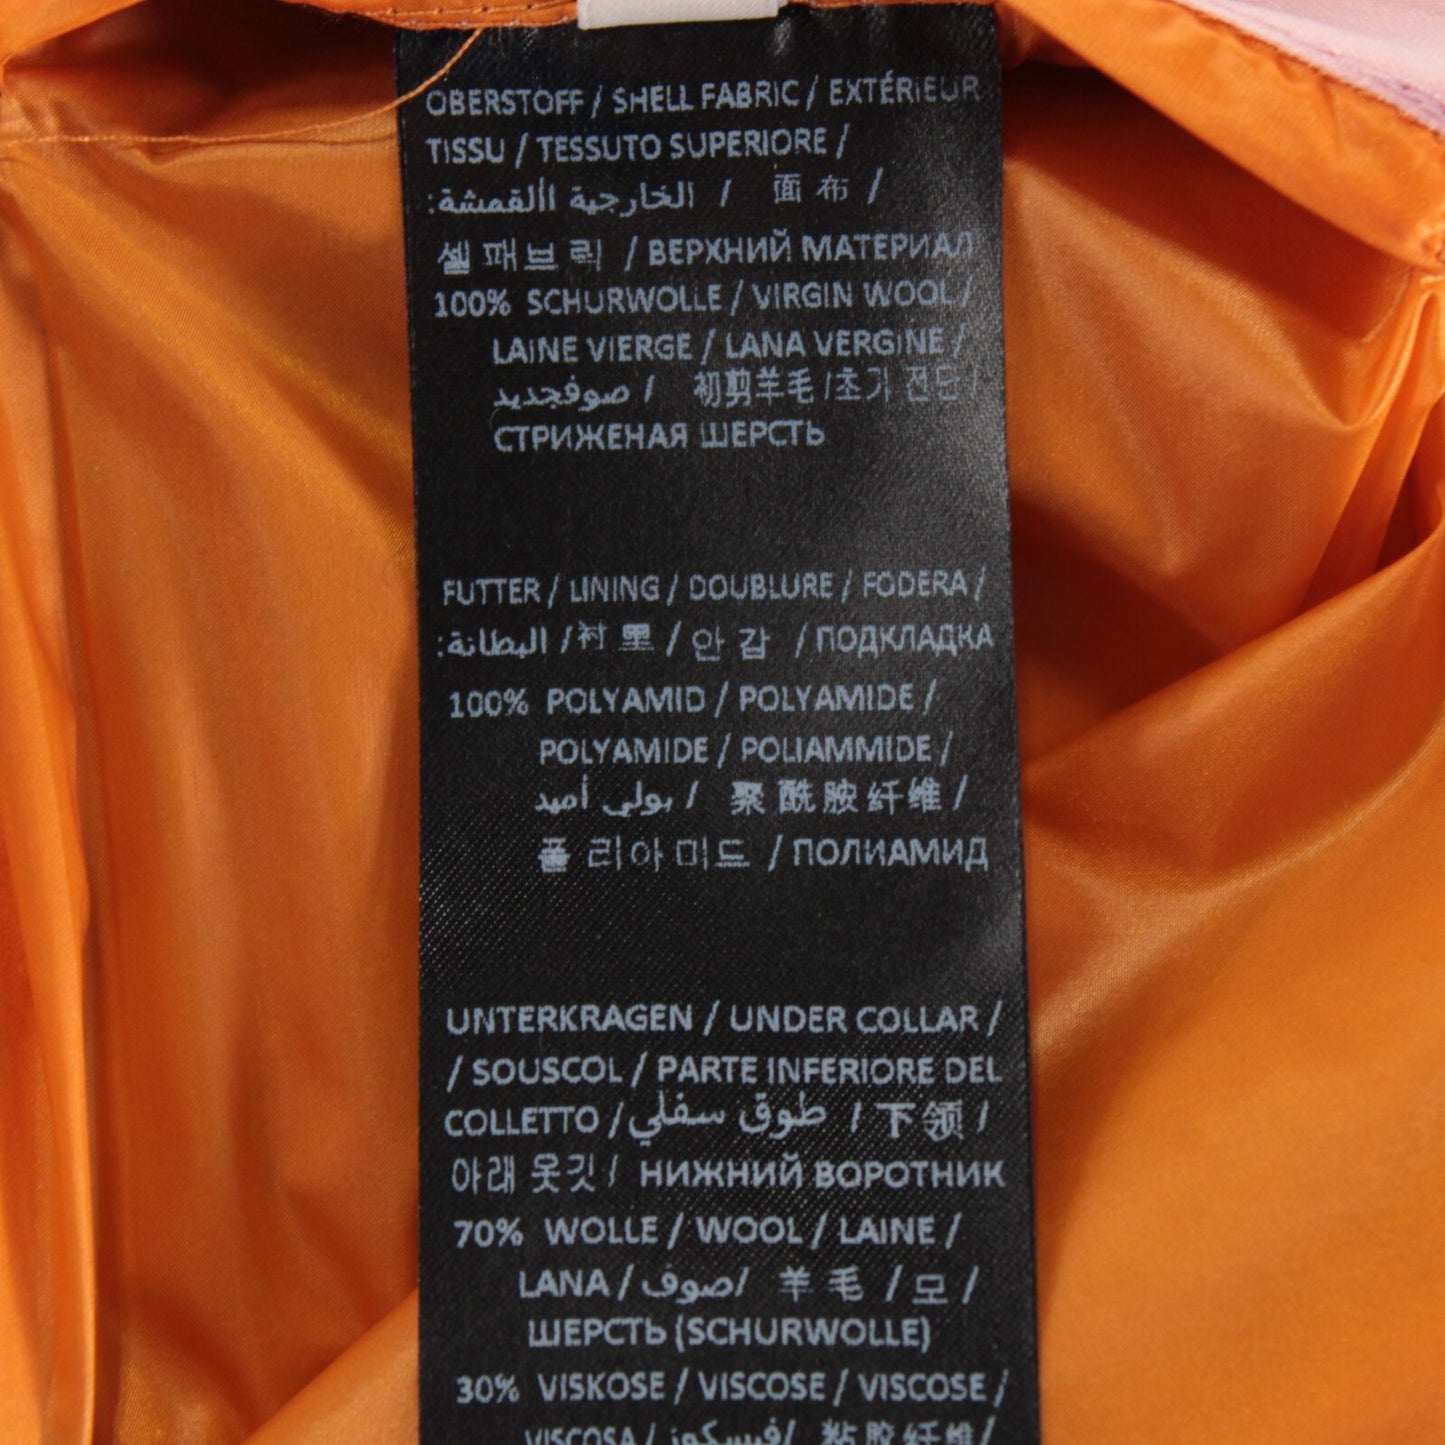 OBERSTOFF / SHELL FABRIC / EXTÉRIEUR
TISSU / TESSUTO SUPERIORE /
الخارجية األقمشة: / 面 布 /
셀 패브릭 / ВЕРХНИЙ МАТЕРИАЛ
100% SCHURWOLLE / VIRGIN WOOL /
LAINE VIERGE / LANA VERGINE /
صوفجديد / 初剪羊毛 /초기 전단/
СТРИЖЕНАЯ ШЕРСТЬ
FUTTER / LINING / DOUBLURE / FODERA /
البطانة: / 衬 里 / 안 감 / ПОДКЛАДКА
100% POLYAMID / POLYAMIDE /
POLYAMIDE / POLIAMMIDE /
بولي أميد / 聚 酰 胺 纤 维 /
폴 리 아 미 드 / ПОЛИАМИД
UNTERKRAGEN / UNDER COLLAR /
/ SOUSCOL / PARTE INFERIORE DEL
COLLETTO / طوق سفلي / 下 领 /
아래 옷깃 / НИЖНИЙ ВОРОТНИК
70% WOLLE / WOOL / LAINE /
LANA / صوف/ 羊 毛 / 모 /
ШЕРСТЬ (SCHURWOLLE)
30% VISKOSE / VISCOSE / VISCOSE /
VISCOSA / فيسكوز/ 粘 胶 纤 维 /